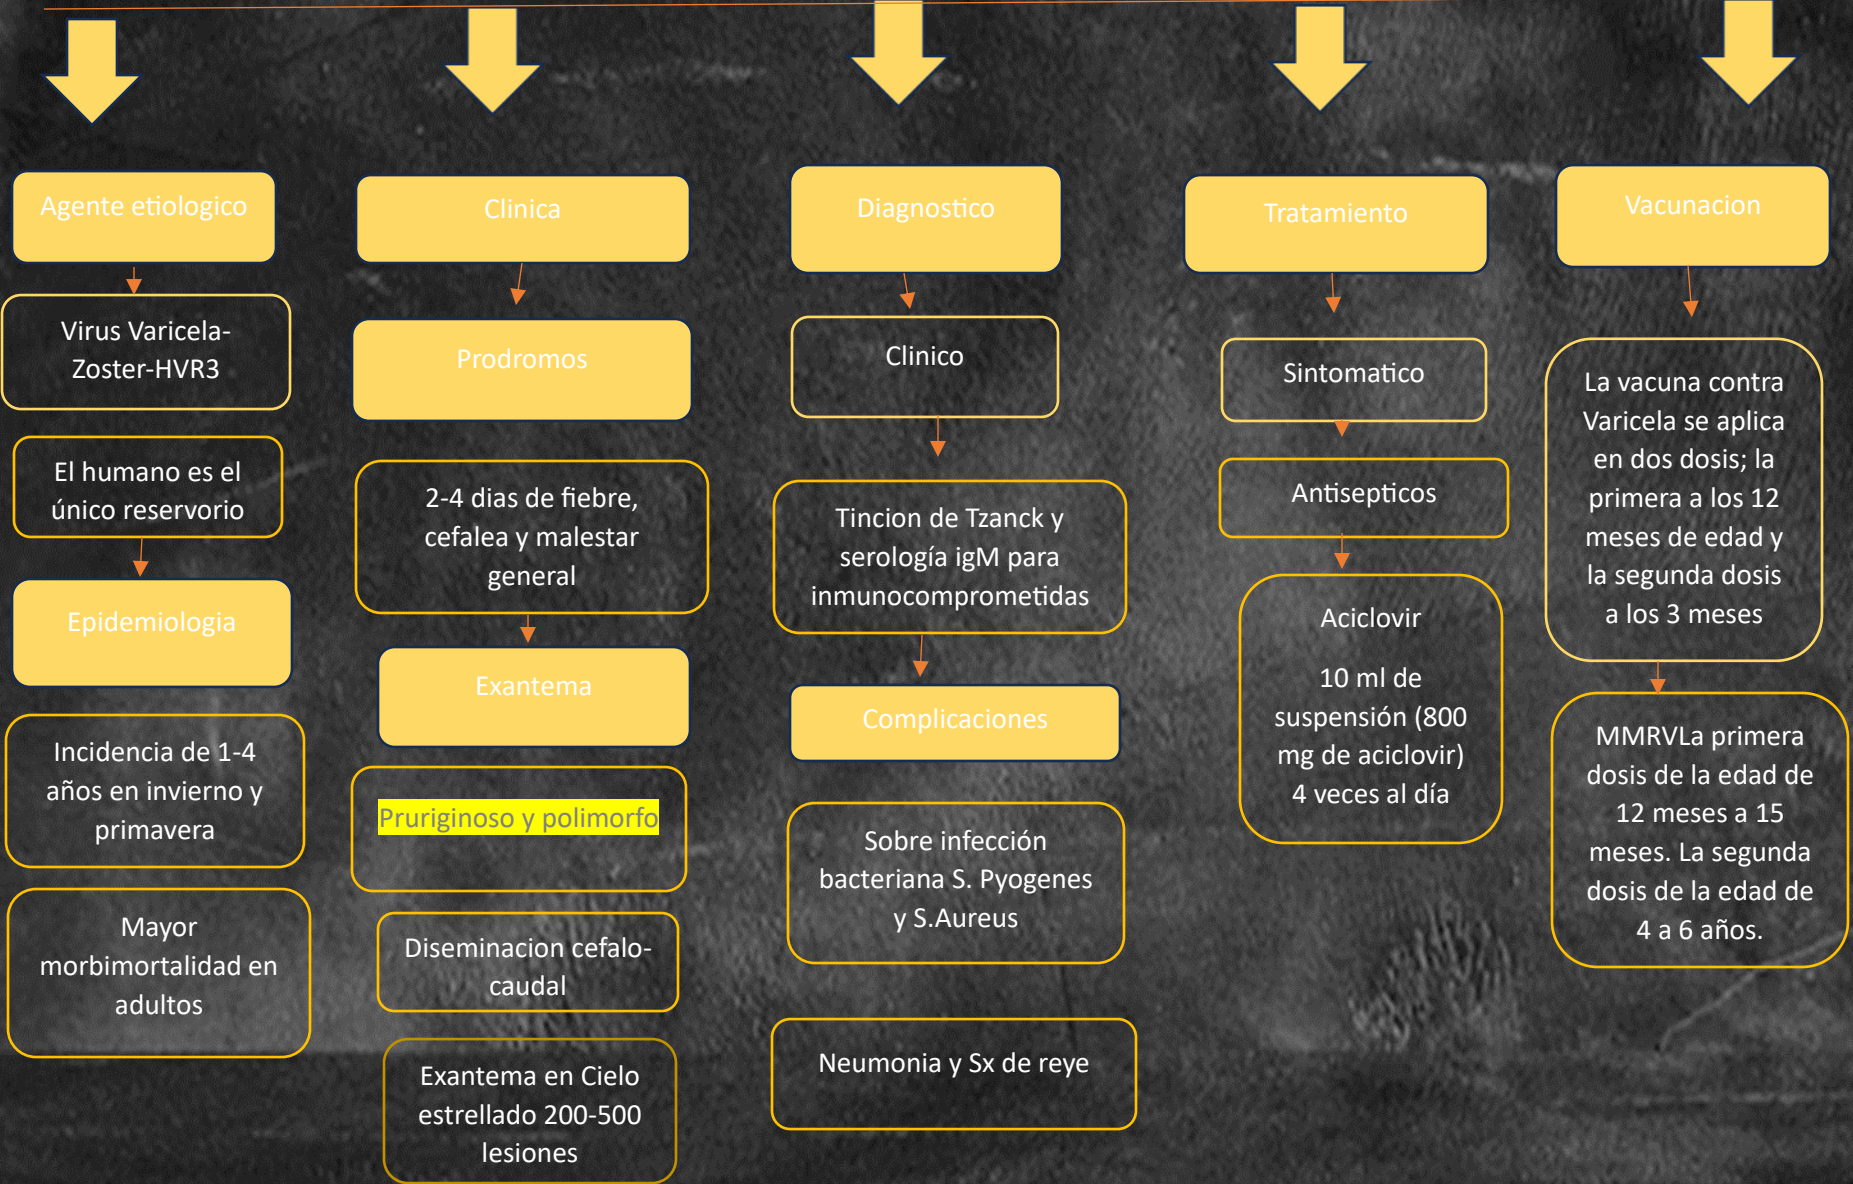 Agente etiologico
Virus Varicela-
Zoster-HVR3
El humano es el
único reservorio
Epidemiologia
Incidencia de 1-4
años en invierno y
primavera
Mayor
morbimortalidad en
adultos
Clinica
Prodromos
2-4 dias de fiebre,
cefalea y malestar
general
Exantema
Pruriginoso y polimorfo
Diseminacion cefalo-
caudal
Exantema en Cielo
estrellado 200-500
lesiones
Diagnostico
Clinico
Tincion de Tzanck y
serología igM para
inmunocomprometidas
Complicaciones
Sobre infección
bacteriana S. Pyogenes
y S.Aureus
Neumonia y Sx de reye
Tratamiento
Sintomatico
Antisepticos
Aciclovir
10 ml de
suspensión (800
mg de aciclovir)
4 veces al día
Vacunacion
La vacuna contra
Varicela se aplica
en dos dosis; la
primera a los 12
meses de edad y
la segunda dosis
a los 3 meses
MMRVLa primera
dosis de la edad de
12 meses a 15
meses. La segunda
dosis de la edad de
4 a 6 años.